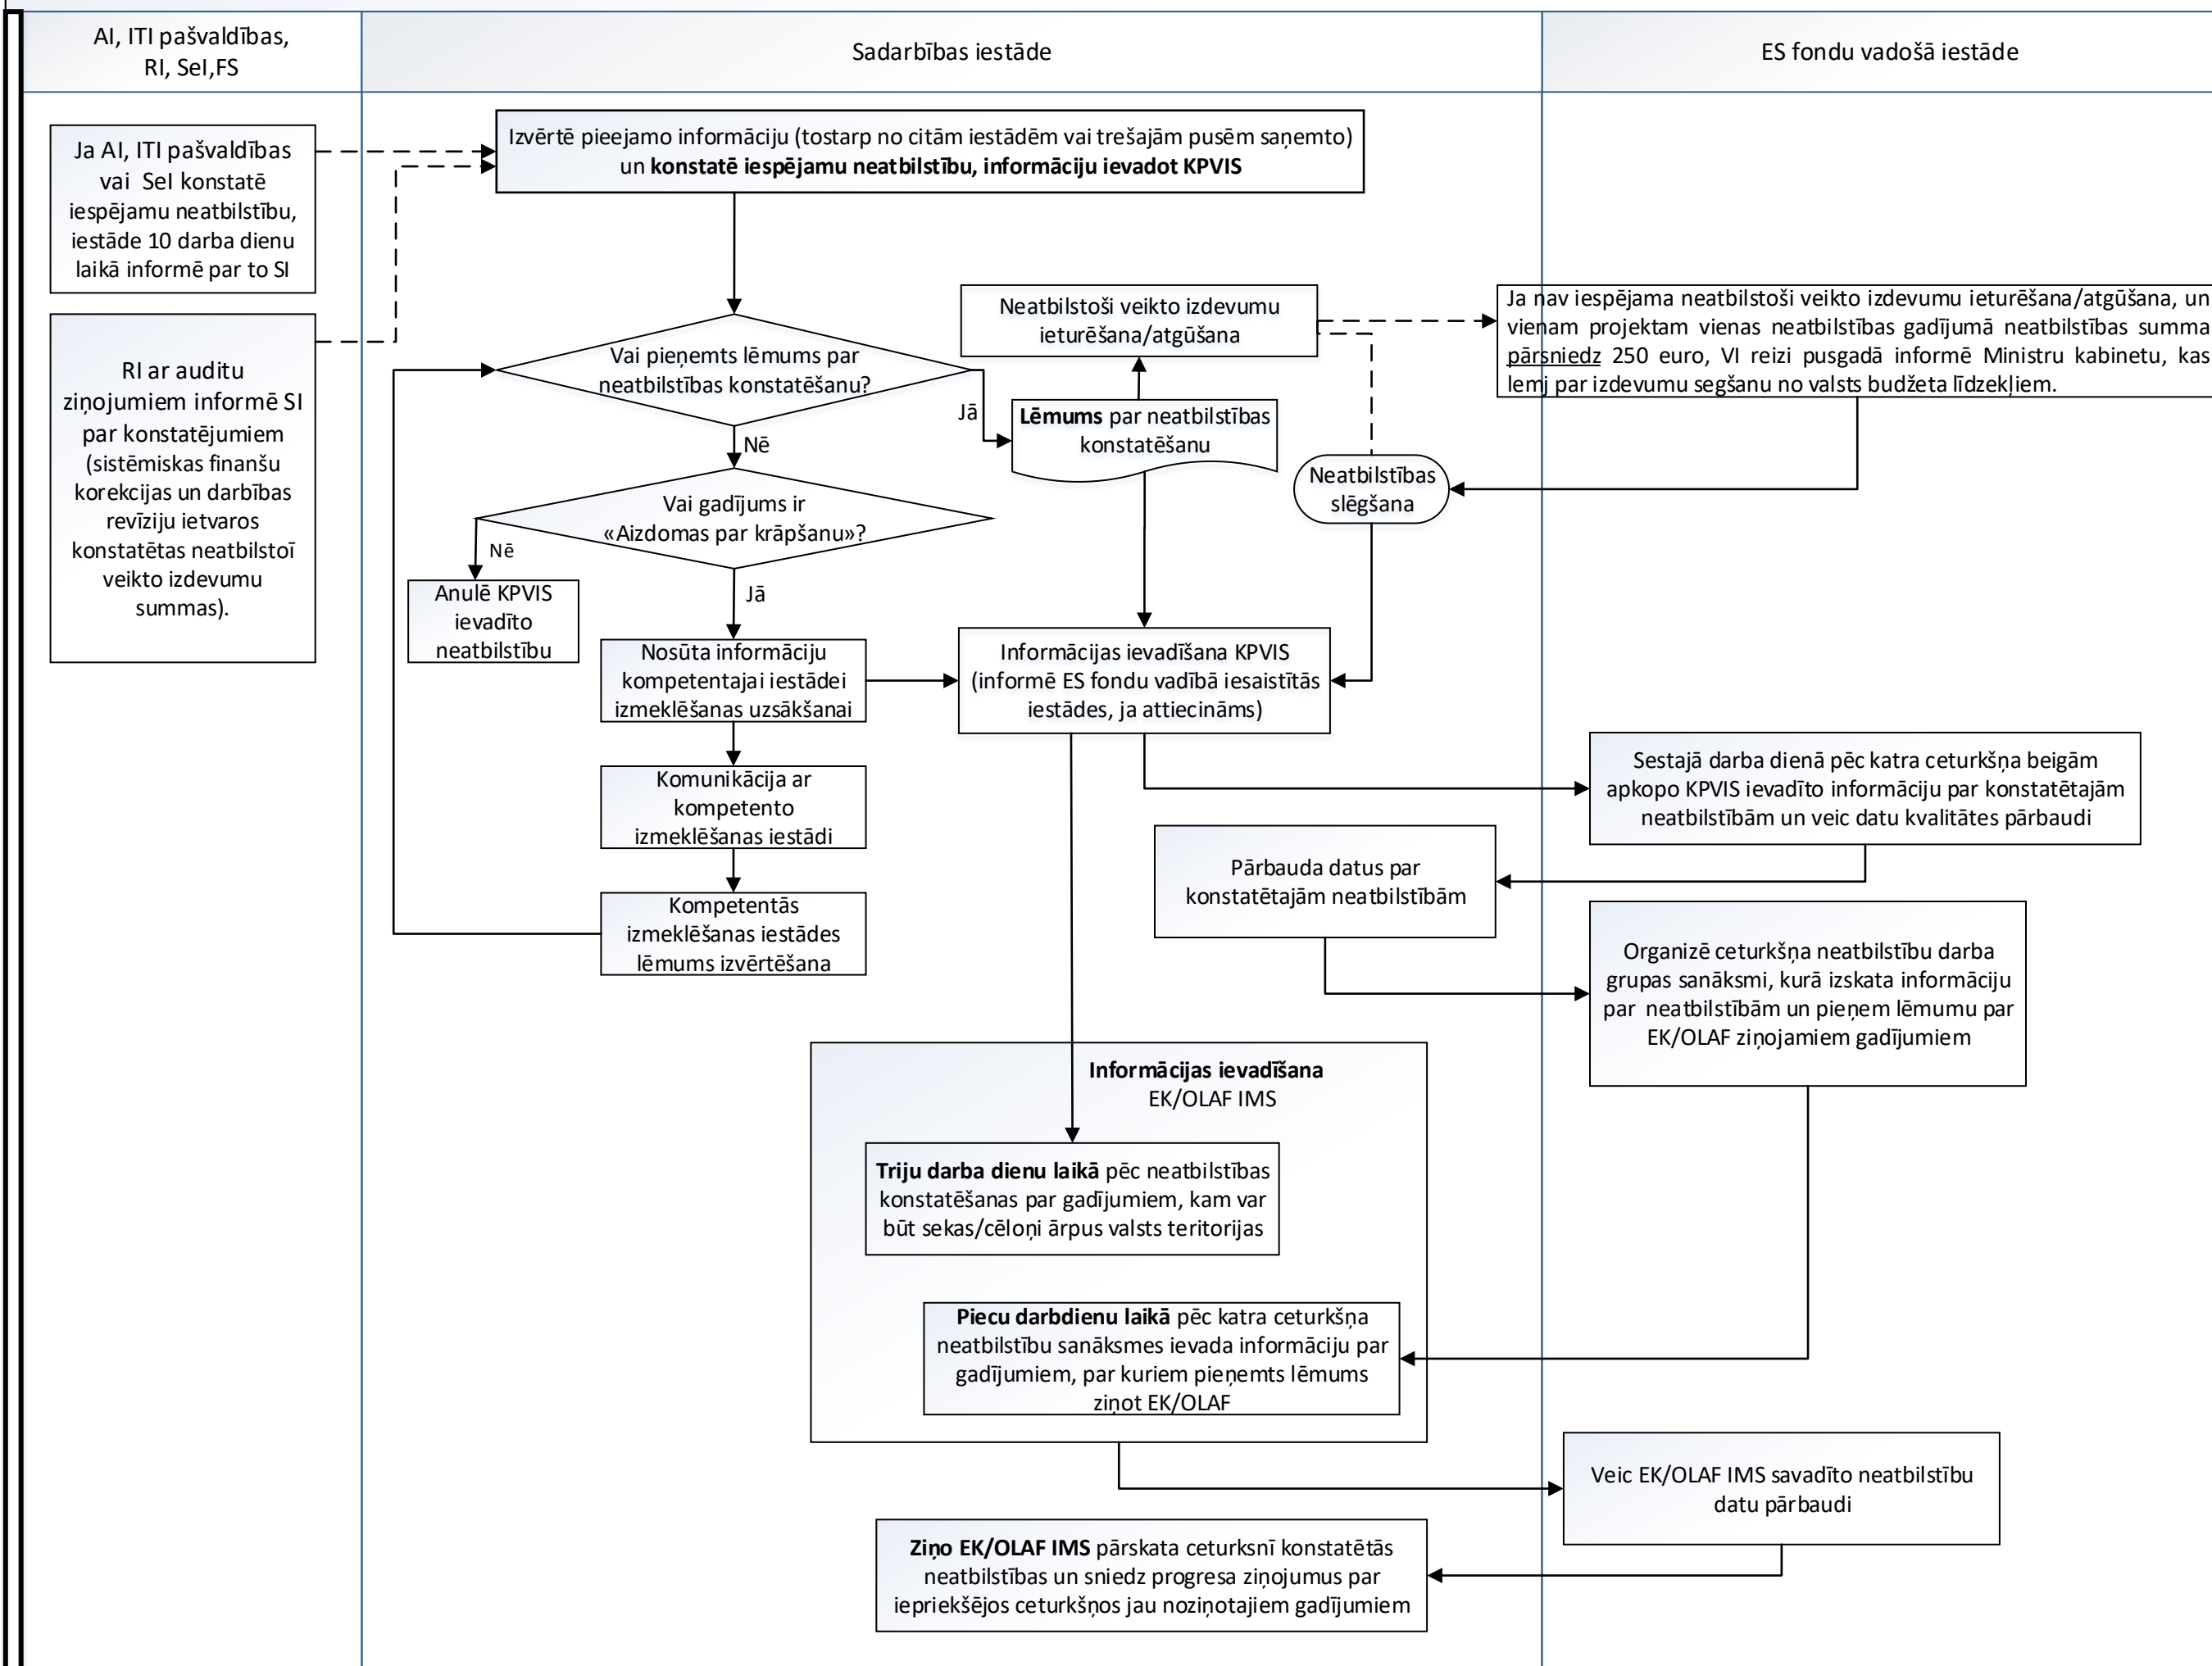 AI, ITI pašvaldības,
RI, SeI,FS
Sadarbības iestāde
ES fondu vadošā iestāde
Ja AI, ITI pašvaldības
vai SeI konstatē
iespējamu neatbilstību,
iestāde 10 darba dienu
laikā informē par to SI
Izvērtē pieejamo informāciju (tostarp no citām iestādēm vai trešajām pusēm saņemto)
un konstatē iespējamu neatbilstību, informāciju ievadot KPVIS
RI ar auditu
ziņojumiem informē SI
par konstatējumiem
(sistēmiskas finanšu
korekcijas un darbības
revīziju ietvaros
konstatētas neatbilstoī
veikto izdevumu
summas).
Vai pieņemts lēmums par
neatbilstības konstatēšanu?
Jā
Nē
Neatbilstoši veikto izdevumu
ieturēšana/atgūšana
Ja nav iespējama neatbilstoši veikto izdevumu ieturēšana/atgūšana, un
vienam projektam vienas neatbilstības gadījumā neatbilstības summa
pārsniedz 250 euro, VI reizi pusgadā informē Ministru kabinetu, kas
lemj par izdevumu segšanu no valsts budžeta līdzekļiem.
Lēmums par neatbilstības
konstatēšanu
Neatbilstības
slēgšana
Vai gadījums ir
«Aizdomas par krāpšanu»?
Nē
Jā
Anulē KPVIS
ievadīto
neatbilstību
Nosūta informāciju
kompetentajai iestādei
izmeklēšanas uzsākšanai
Informācijas ievadīšana KPVIS
(informē ES fondu vadībā iesaistītās
iestādes, ja attiecināms)
Komunikācija ar
kompetento
izmeklēšanas iestādi
Kompetentās
izmeklēšanas iestādes
lēmums izvērtēšana
Sestajā darba dienā pēc katra ceturkšņa beigām
apkopo KPVIS ievadīto informāciju par konstatētajām
neatbilstībām un veic datu kvalitātes pārbaudi
Pārbauda datus par
konstatētajām neatbilstībām
Organizē ceturkšņa neatbilstību darba
grupas sanāksmi, kurā izskata informāciju
par neatbilstībām un pieņem lēmumu par
EK/OLAF ziņojamiem gadījumiem
Informācijas ievadīšana
EK/OLAF IMS
Triju darba dienu laikā pēc neatbilstības
konstatēšanas par gadījumiem, kam var
būt sekas/cēloņi ārpus valsts teritorijas
Piecu darbdienu laikā pēc katra ceturkšņa
neatbilstību sanāksmes ievada informāciju par
gadījumiem, par kuriem pieņemts lēmums
ziņot EK/OLAF
Veic EK/OLAF IMS savadīto neatbilstību
datu pārbaudi
Ziņo EK/OLAF IMS pārskata ceturksnī konstatētās
neatbilstības un sniedz progresa ziņojumus par
iepriekšējos ceturkšņos jau noziņotajiem gadījumiem